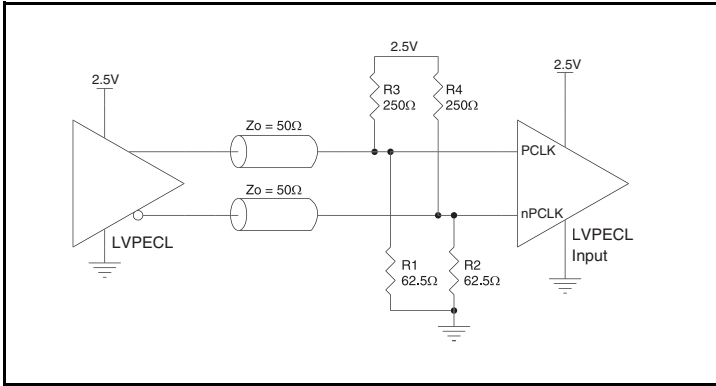 2.5V
2.5V
2.5V
R3
250Ω
R4
250Ω
Zo = 50Ω
PCLK
Zo = 50Ω
nPCLK
LVPECL
LVPECL
Input
R1
62.5Ω
R2
62.5Ω